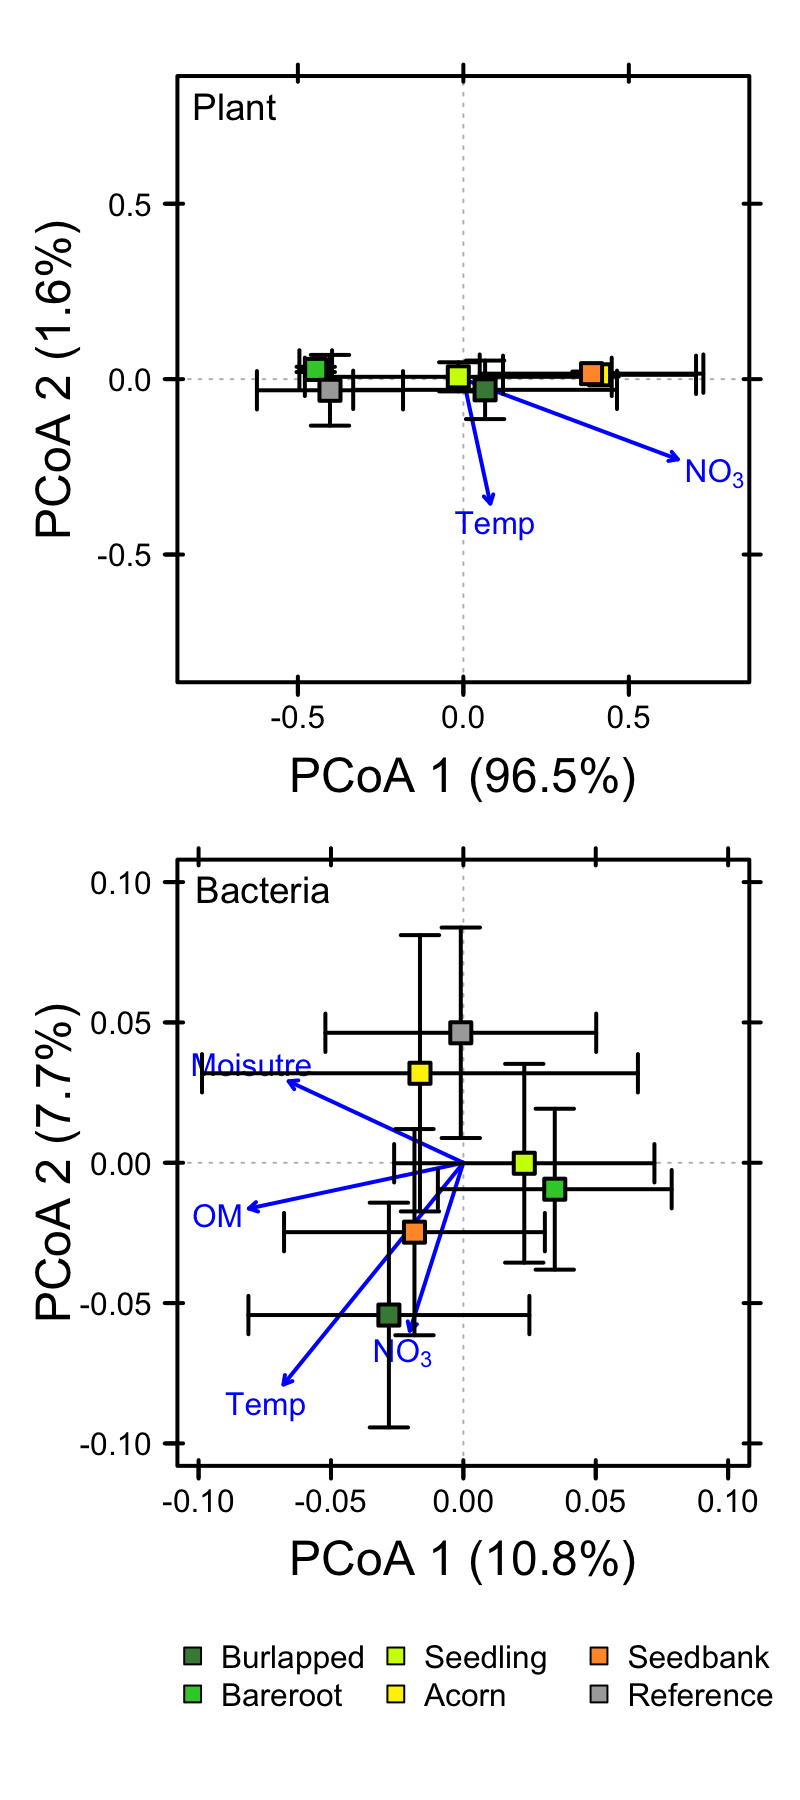 Plant
0.5
0.0
-0.5
PCoA 2 (1.6%)
NO₃
Temp
-0.5 0.0 0.5
PCoA 1 (96.5%)
Bacteria
0.10
0.05
0.00
-0.05
-0.10
PCoA 2 (7.7%)
Moisutre
OM
NO₃
Temp
-0.10 -0.05 0.00 0.05 0.10
PCoA 1 (10.8%)
Burlapped Seedling Seedbank
Bareroot Acorn Reference